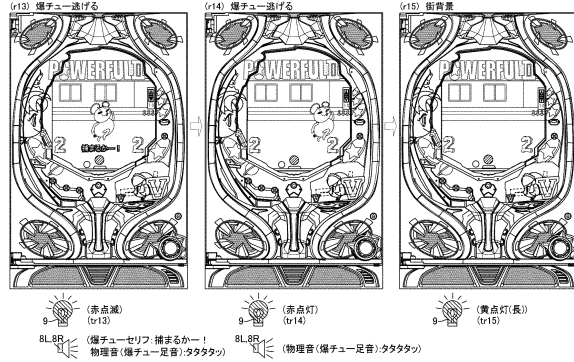 (r13) 爆チュー逃げる
(r14) 爆チュー逃げる
(r15) 街背景
POWERFULⅡ
POWERFULⅡ
POWERFULⅡ
捕まるかー！
2
2
2
2
2
2
V
V
V
9
(赤点滅)
(tr13)
9
(赤点灯)
(tr14)
9
(黄点灯(長))
(tr15)
8L,8R
(爆チューセリフ:捕まるかー！
物理音(爆チュー足音):タタタタッ)
8L,8R
(物理音(爆チュー足音):タタタタッ)